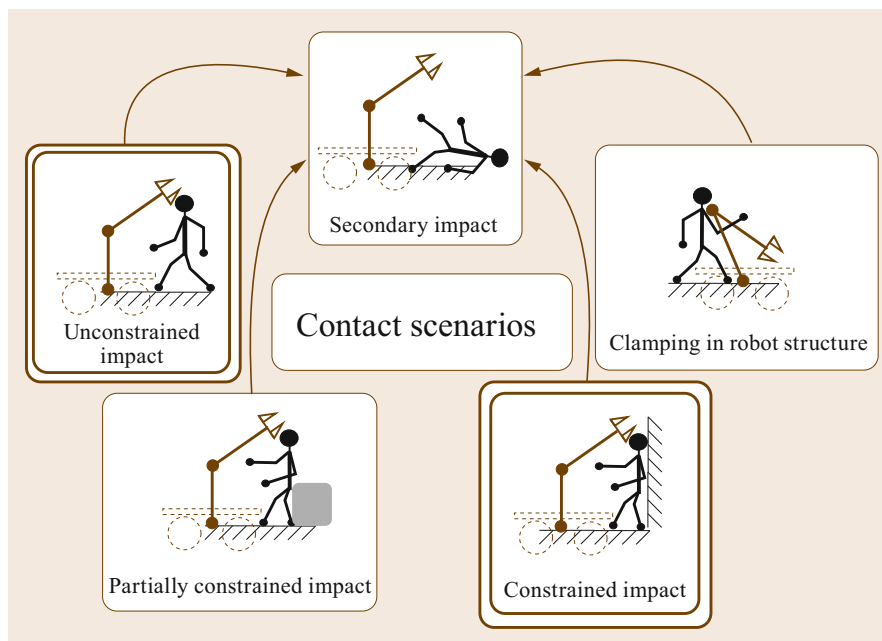 Secondary impact
Unconstrained
impact
Contact scenarios
Clamping in robot structure
Partially constrained impact
Constrained impact